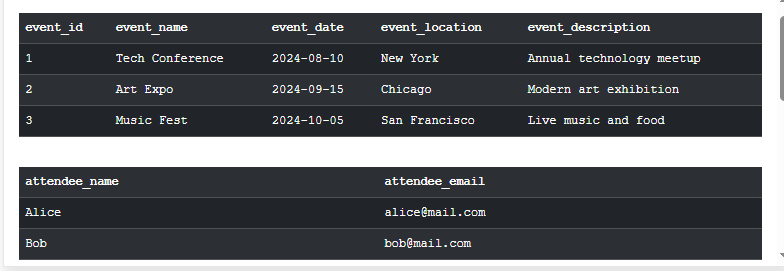 event_id event_name event_date event_location event_description
1 Tech Conference 2024-08-10 New York Annual technology meetup
2 Art Expo 2024-09-15 Chicago Modern art exhibition
3 Music Fest 2024-10-05 San Francisco Live music and food
attendee_name attendee_email
Alice alice@mail.com
Bob bob@mail.com